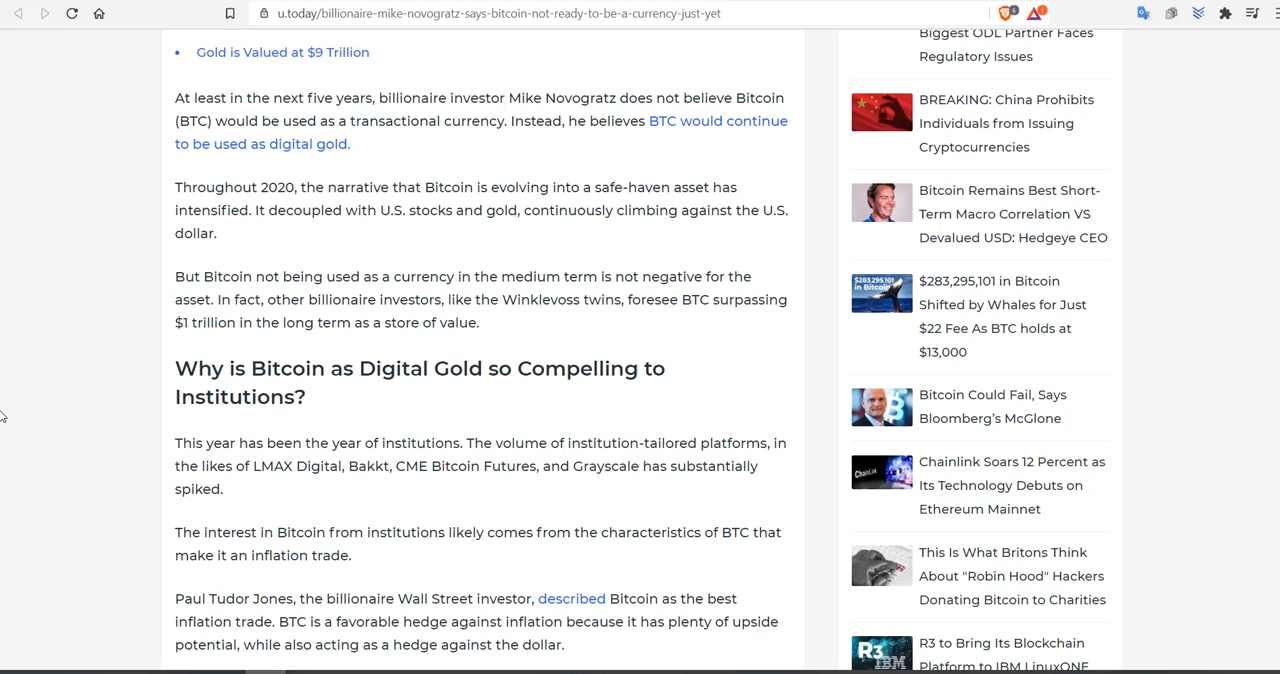 u.today/billionaire-mike-novogratz-says-bitcoin-not-ready-to-be-a-currency-just-yet
Gold is Valued at $9 Trillion
At least in the next five years, billionaire investor Mike Novogratz does not believe Bitcoin
(BTC) would be used as a transactional currency. Instead, he believes BTC would continue
to be used as digital gold.
Throughout 2020, the narrative that Bitcoin is evolving into a safe-haven asset has
intensified. It decoupled with U.S. stocks and gold, continuously climbing against the U.S.
dollar.
But Bitcoin not being used as a currency in the medium term is not negative for the
asset. In fact, other billionaire investors, like the Winklevoss twins, foresee BTC surpassing
$1 trillion in the long term as a store of value.
Why is Bitcoin as Digital Gold so Compelling to
Institutions?
This year has been the year of institutions. The volume of institution-tailored platforms, in
the likes of LMAX Digital, Bakkt, CME Bitcoin Futures, and Grayscale has substantially
spiked.
The interest in Bitcoin from institutions likely comes from the characteristics of BTC that
make it an inflation trade.
Paul Tudor Jones, the billionaire Wall Street investor, described Bitcoin as the best
inflation trade. BTC is a favorable hedge against inflation because it has plenty of upside
potential, while also acting as a hedge against the dollar.
Biggest ODL Partner Faces
Regulatory Issues
BREAKING: China Prohibits
Individuals from Issuing
Cryptocurrencies
Bitcoin Remains Best Short-
Term Macro Correlation VS
Devalued USD: Hedgeye CEO
$283,295,101
in Bitcoin
$283,295,101 in Bitcoin
Shifted by Whales for Just
$22 Fee As BTC holds at
$13,000
Bitcoin Could Fail, Says
Bloomberg's McGlone
ChainLink
Chainlink Soars 12 Percent as
Its Technology Debuts on
Ethereum Mainnet
This Is What Britons Think
About "Robin Hood" Hackers
Donating Bitcoin to Charities
R3
IBM
R3 to Bring Its Blockchain
Platform to IBM LinuxONE